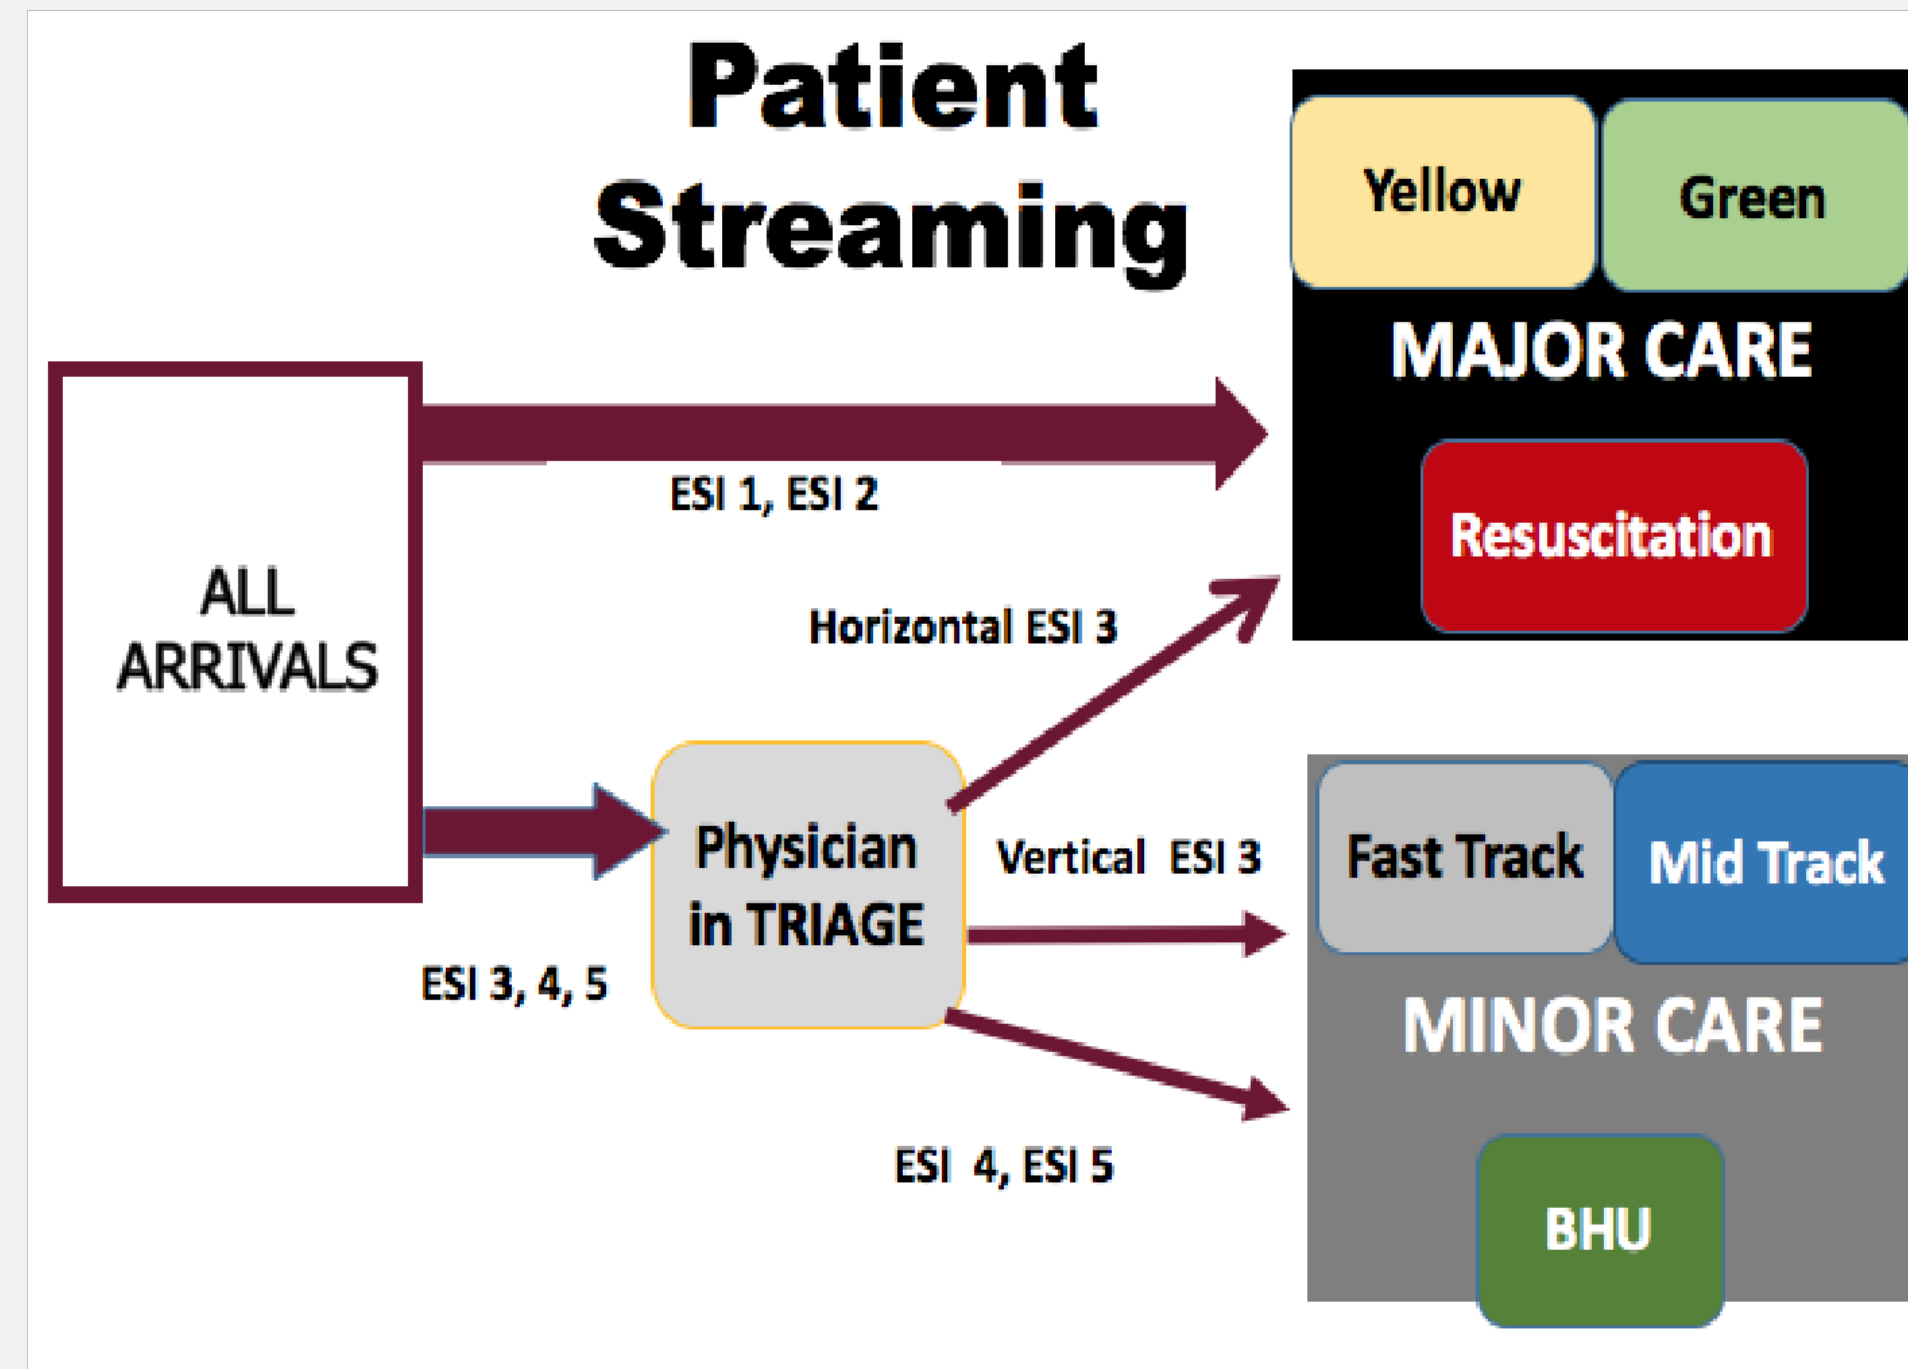 Patient
Streaming
Yellow
Green
MAJOR CARE
Resuscitation
ALL
ARRIVALS
ESI 1, ESI 2
Horizontal ESI 3
Physician
in TRIAGE
ESI 3, 4, 5
Vertical ESI 3
ESI 4, ESI 5
Fast Track
Mid Track
MINOR CARE
BHU